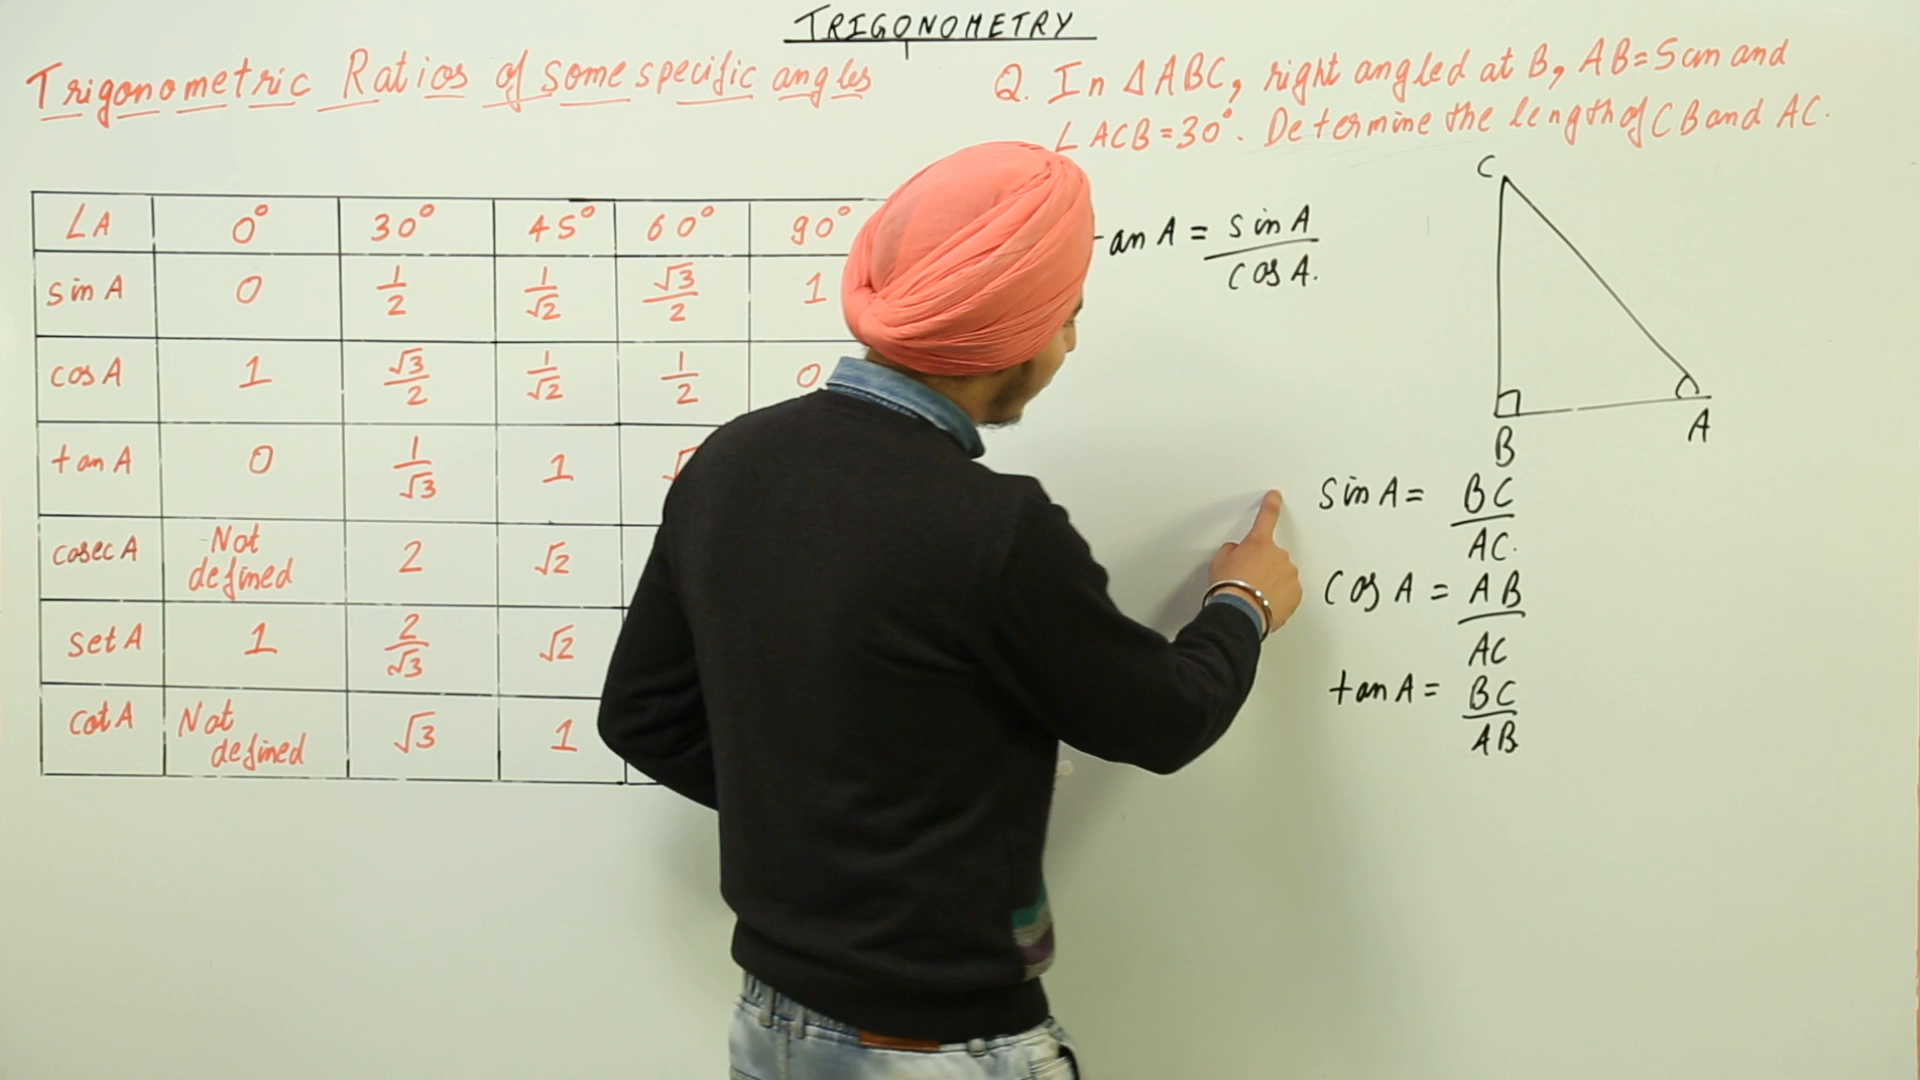 TRIGONOMETRY
Trigonometric Ratios of some specific angles
Q. In ΔABC, right angled at B, AB=5cm and
∠ACB=30°. Determine the length of CB and AC.
∠A 0° 30° 45° 60° 90°
sin A 0 1/2 1/√2 √3/2 1
cos A 1 √3/2 1/√2 1/2 0
tan A 0 1/√3 1
cosec A Not defined 2 √2
set A 1 2/√3 √2
cot A Not defined √3 1
an A = sin A / cos A.
C
B
A
sin A = BC / AC.
cos A = AB / AC
tan A = BC / AB